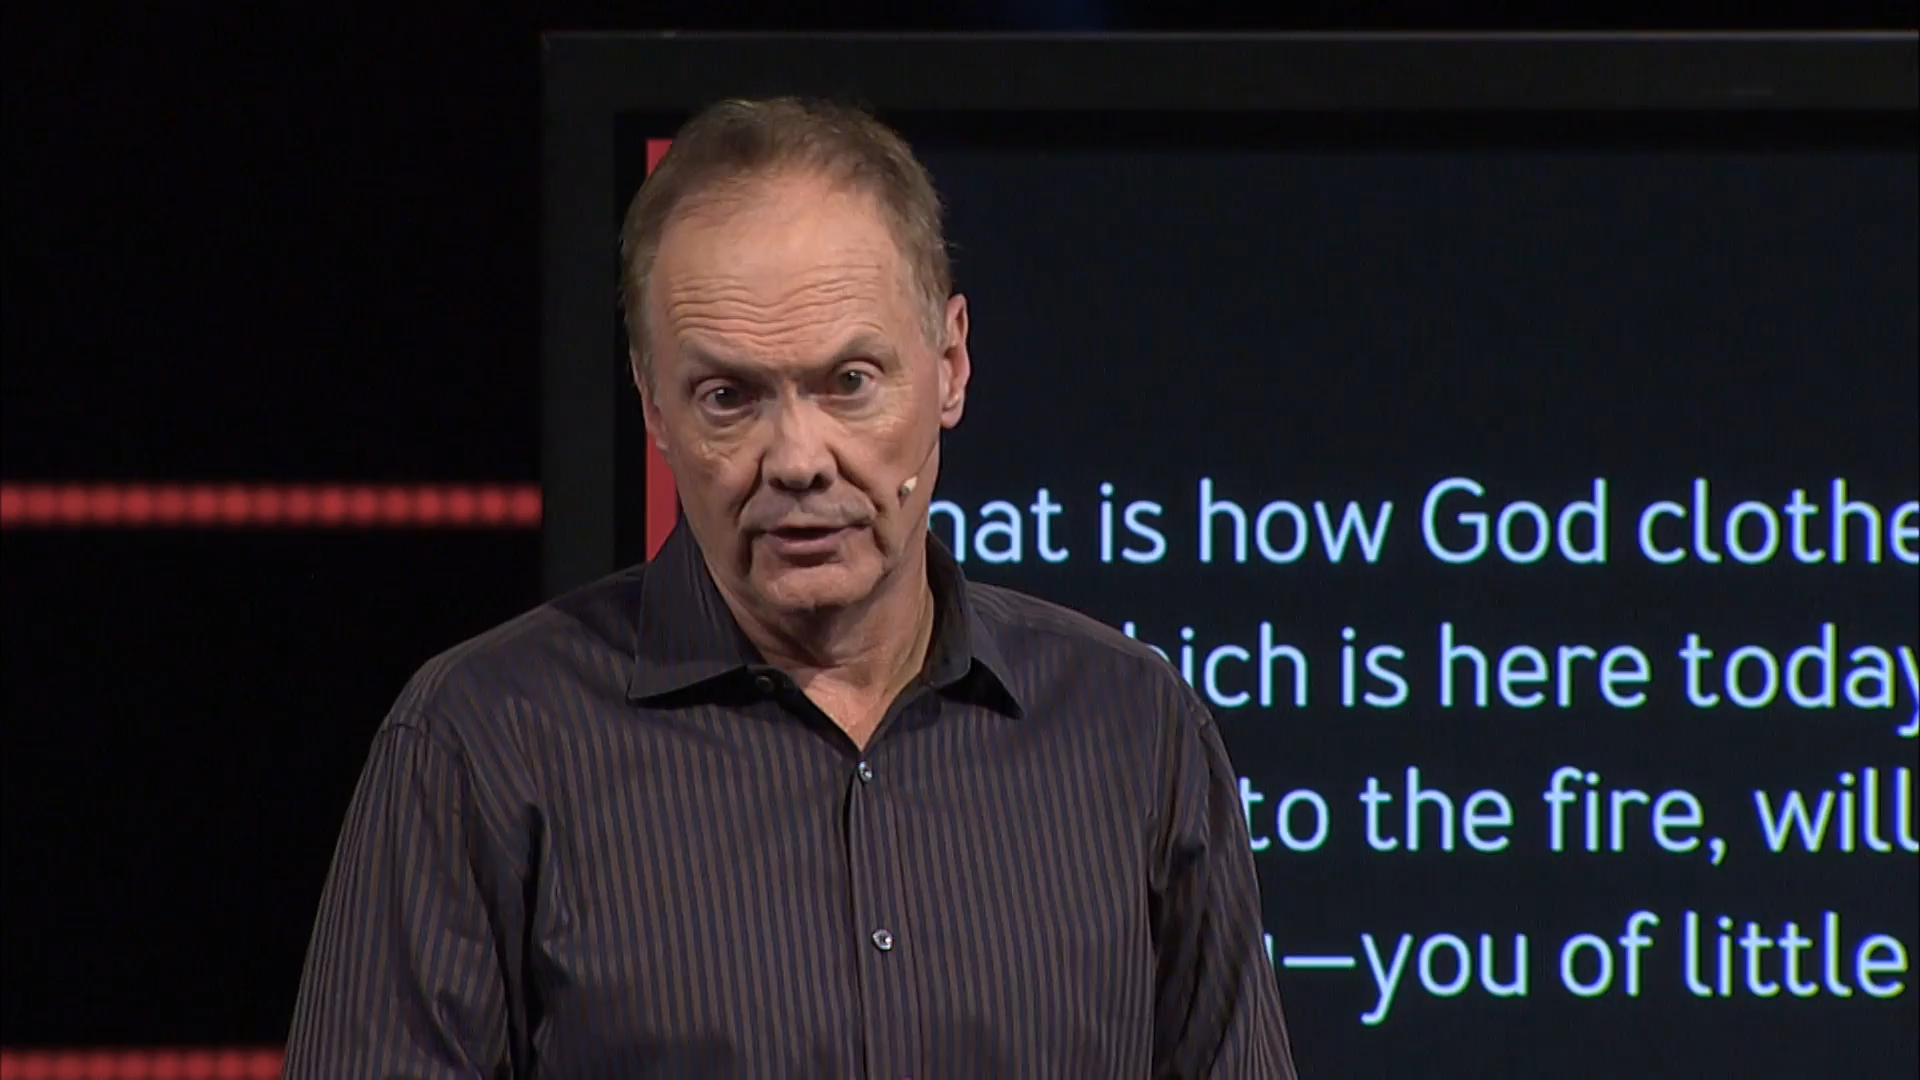 hat is how God clothe
hich is here today
to the fire, will
—you of little